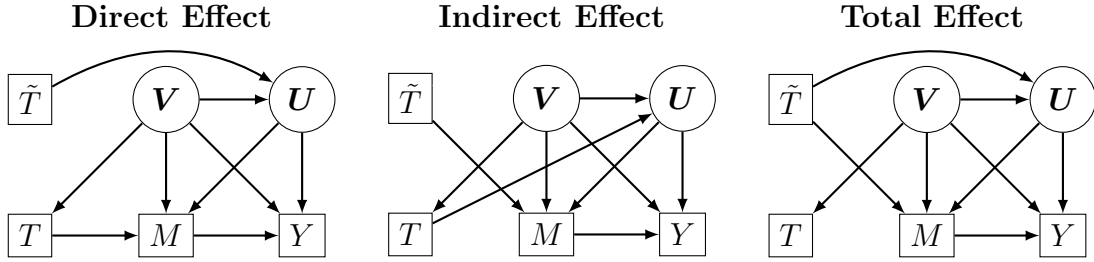 Direct Effect
T̃ V U
T M Y
Indirect Effect
T̃ V U
T M Y
Total Effect
T̃ V U
T M Y